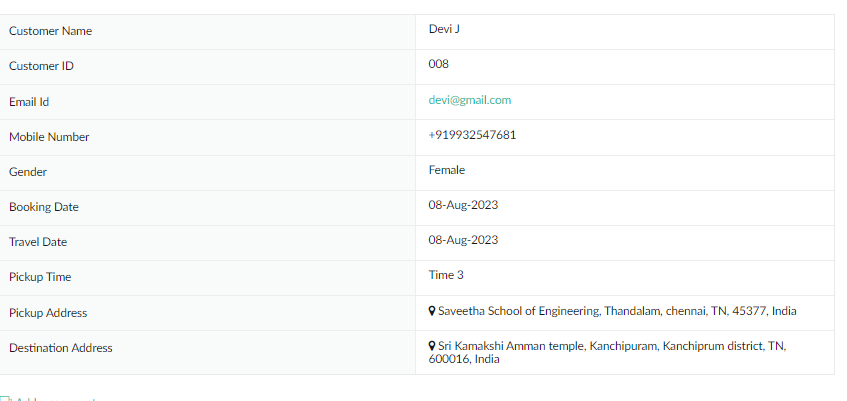 Customer Name Devi J
Customer ID 008
Email Id devi@gmail.com
Mobile Number +919932547681
Gender Female
Booking Date 08-Aug-2023
Travel Date 08-Aug-2023
Pickup Time Time 3
Pickup Address Saveetha School of Engineering, Thandalam, chennai, TN, 45377, India
Destination Address Sri Kamakshi Amman temple, Kanchipuram, Kanchiprum district, TN,
600016, India